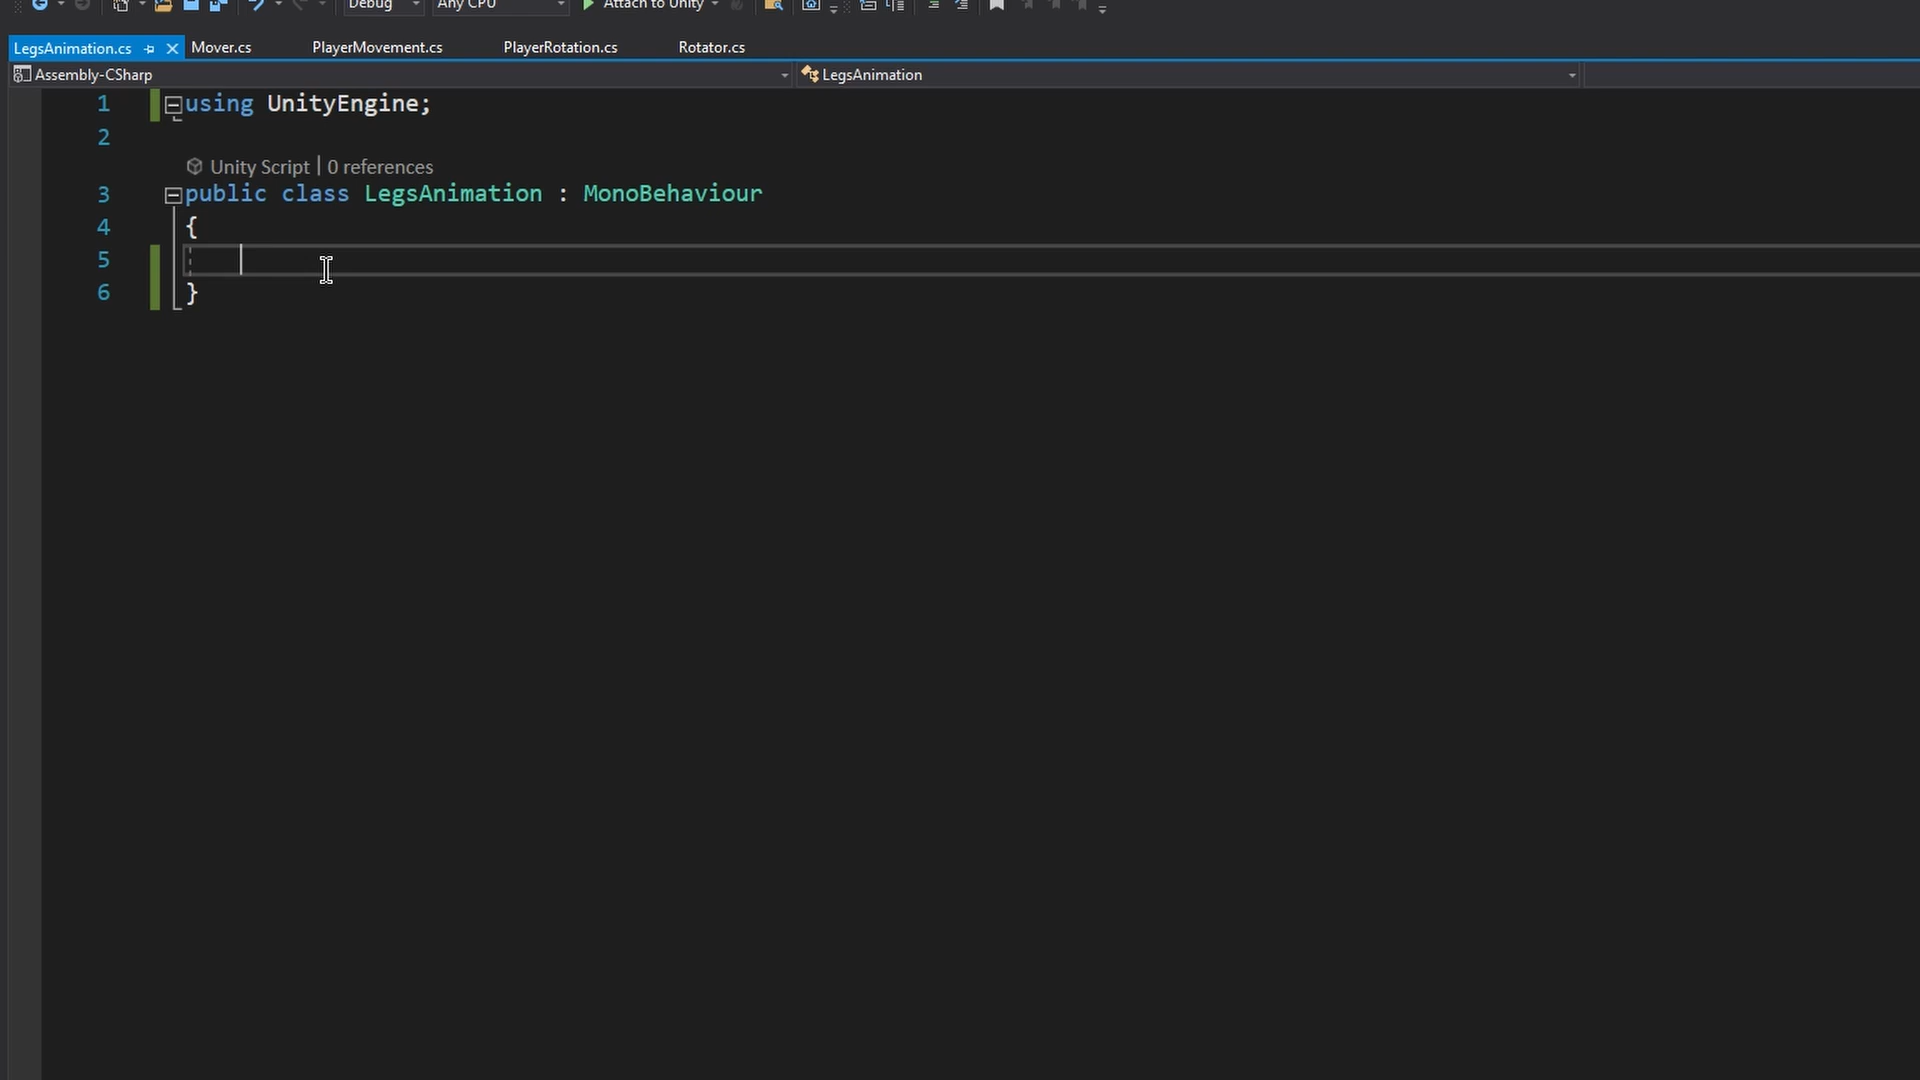 Debug Any CPU Attach to Unity
LegsAnimation.cs Mover.cs PlayerMovement.cs PlayerRotation.cs Rotator.cs
Assembly-CSharp LegsAnimation
1 using UnityEngine;
2
Unity Script | 0 references
3 public class LegsAnimation : MonoBehaviour
4 {
5
6 }